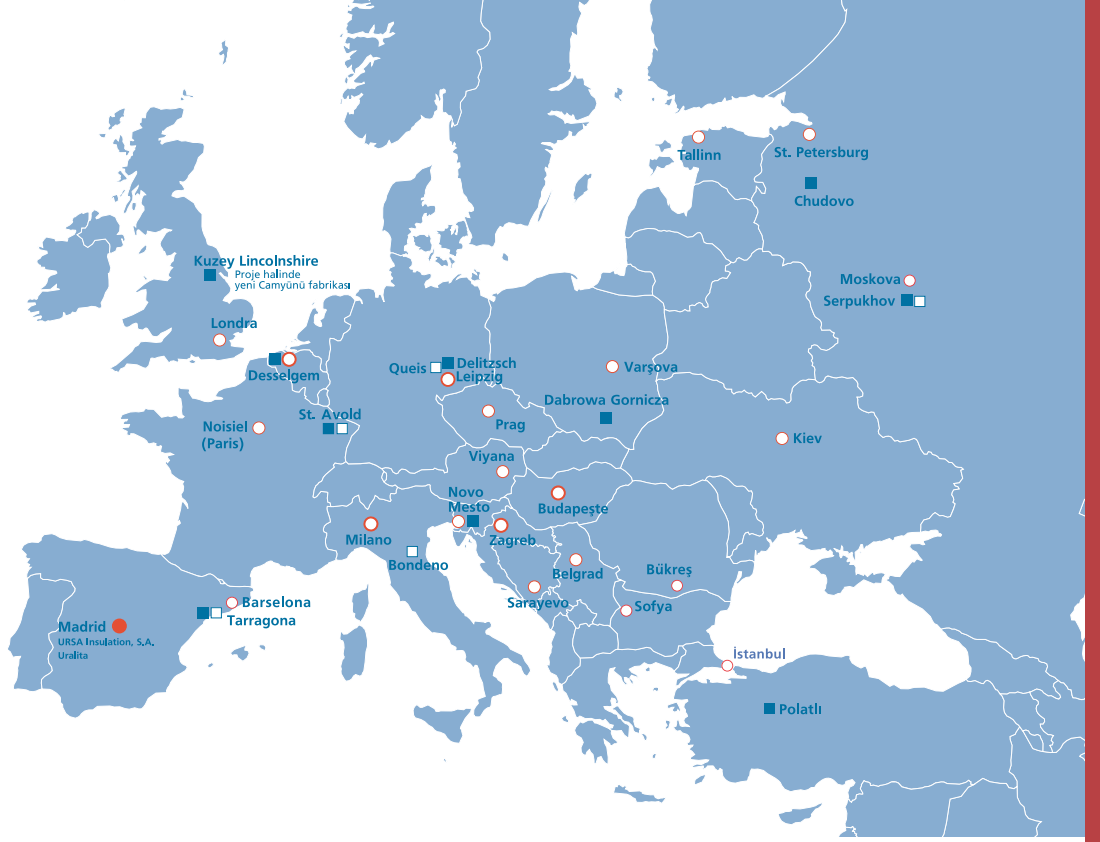 Tallinn
St. Petersburg
Chudovo
Kuzey Lincolnshire
Proje halinde
yeni Camyünü fabrikası
Moskova
Serpukhov
Londra
Desselgem
Queis
Delitzsch
Leipzig
Varşova
Dabrowa Gornicza
St. Avold
Prag
Noisiel
(Paris)
Kiev
Viyana
Novo
Mesto
Budapeşte
Milano
Zagreb
Bondeno
Belgrad
Bükreş
Sarayevo
Sofya
Barselona
Tarragona
Madrid
URSA Insulation, S.A.
Uralita
İstanbul
Polatlı